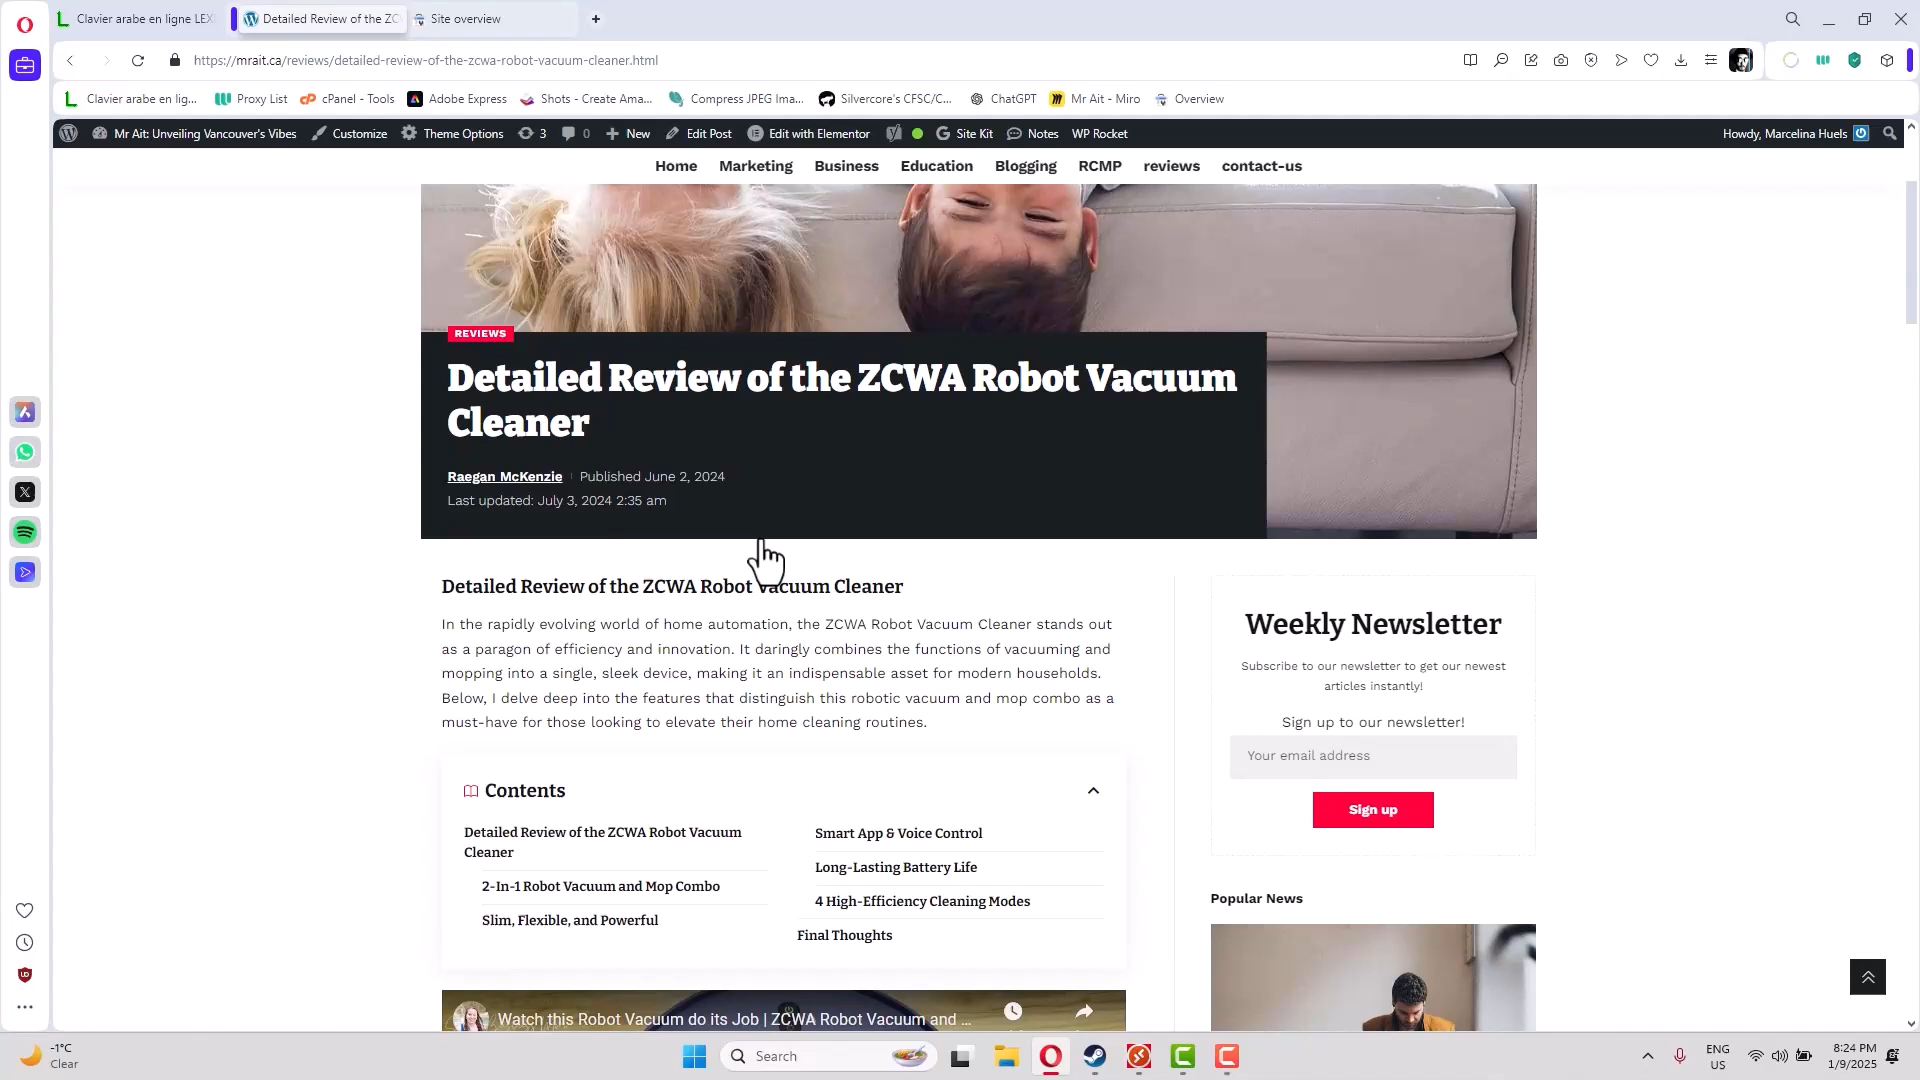 Clavier arabe en ligne LEX
Detailed Review of the ZC
Site overview
https://mrait.ca/reviews/detailed-review-of-the-zcwa-robot-vacuum-cleaner.html
Clavier arabe en lig...
Proxy List
cPanel - Tools
Adobe Express
Shots - Create Ama...
Compress JPEG Ima...
Silvercore's CFSC/C...
ChatGPT
Mr Ait - Miro
Overview
Mr Ait: Unveiling Vancouver's Vibes
Customize
Theme Options
3
0
New
Edit Post
Edit with Elementor
Site Kit
Notes
WP Rocket
Howdy, Marcelina Huels
Home
Marketing
Business
Education
Blogging
RCMP
reviews
contact-us
REVIEWS
Detailed Review of the ZCWA Robot Vacuum
Cleaner
Raegan McKenzie
Published June 2, 2024
Last updated: July 3, 2024 2:35 am
Detailed Review of the ZCWA Robot Vacuum Cleaner
In the rapidly evolving world of home automation, the ZCWA Robot Vacuum Cleaner stands out
as a paragon of efficiency and innovation. It daringly combines the functions of vacuuming and
mopping into a single, sleek device, making it an indispensable asset for modern households.
Below, I delve deep into the features that distinguish this robotic vacuum and mop combo as a
must-have for those looking to elevate their home cleaning routines.
Contents
Detailed Review of the ZCWA Robot Vacuum
Cleaner
2-In-1 Robot Vacuum and Mop Combo
Slim, Flexible, and Powerful
Smart App & Voice Control
Long-Lasting Battery Life
4 High-Efficiency Cleaning Modes
Final Thoughts
Watch this Robot Vacuum do its Job | ZCWA Robot Vacuum and ...
Weekly Newsletter
Subscribe to our newsletter to get our newest
articles instantly!
Sign up to our newsletter!
Your email address
Sign up
Popular News
-1°C
Clear
Search
ENG
US
8:24 PM
1/9/2025